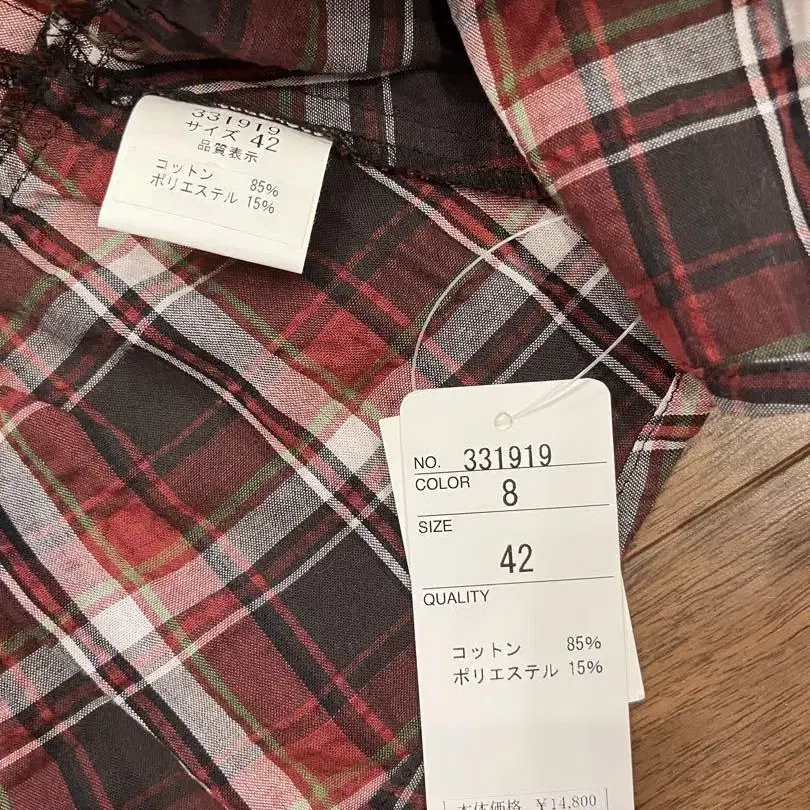 331919
サイズ 42
品質表示
コットン 85%
ポリエステル 15%
NO. 331919
COLOR 8
SIZE
42
QUALITY
コットン 85%
ポリエステル 15%
本体価格 ¥14,800